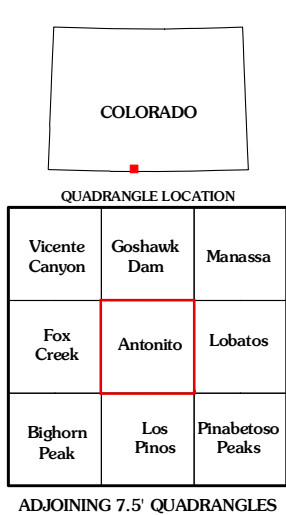 COLORADO
QUADRANGLE LOCATION
Vicente
Canyon
Goshawk
Dam
Manassa
Fox
Creek
Antonito
Lobatos
Bighorn
Peak
Los
Pinos
Pinabetoso
Peaks
ADJOINING 7.5' QUADRANGLES